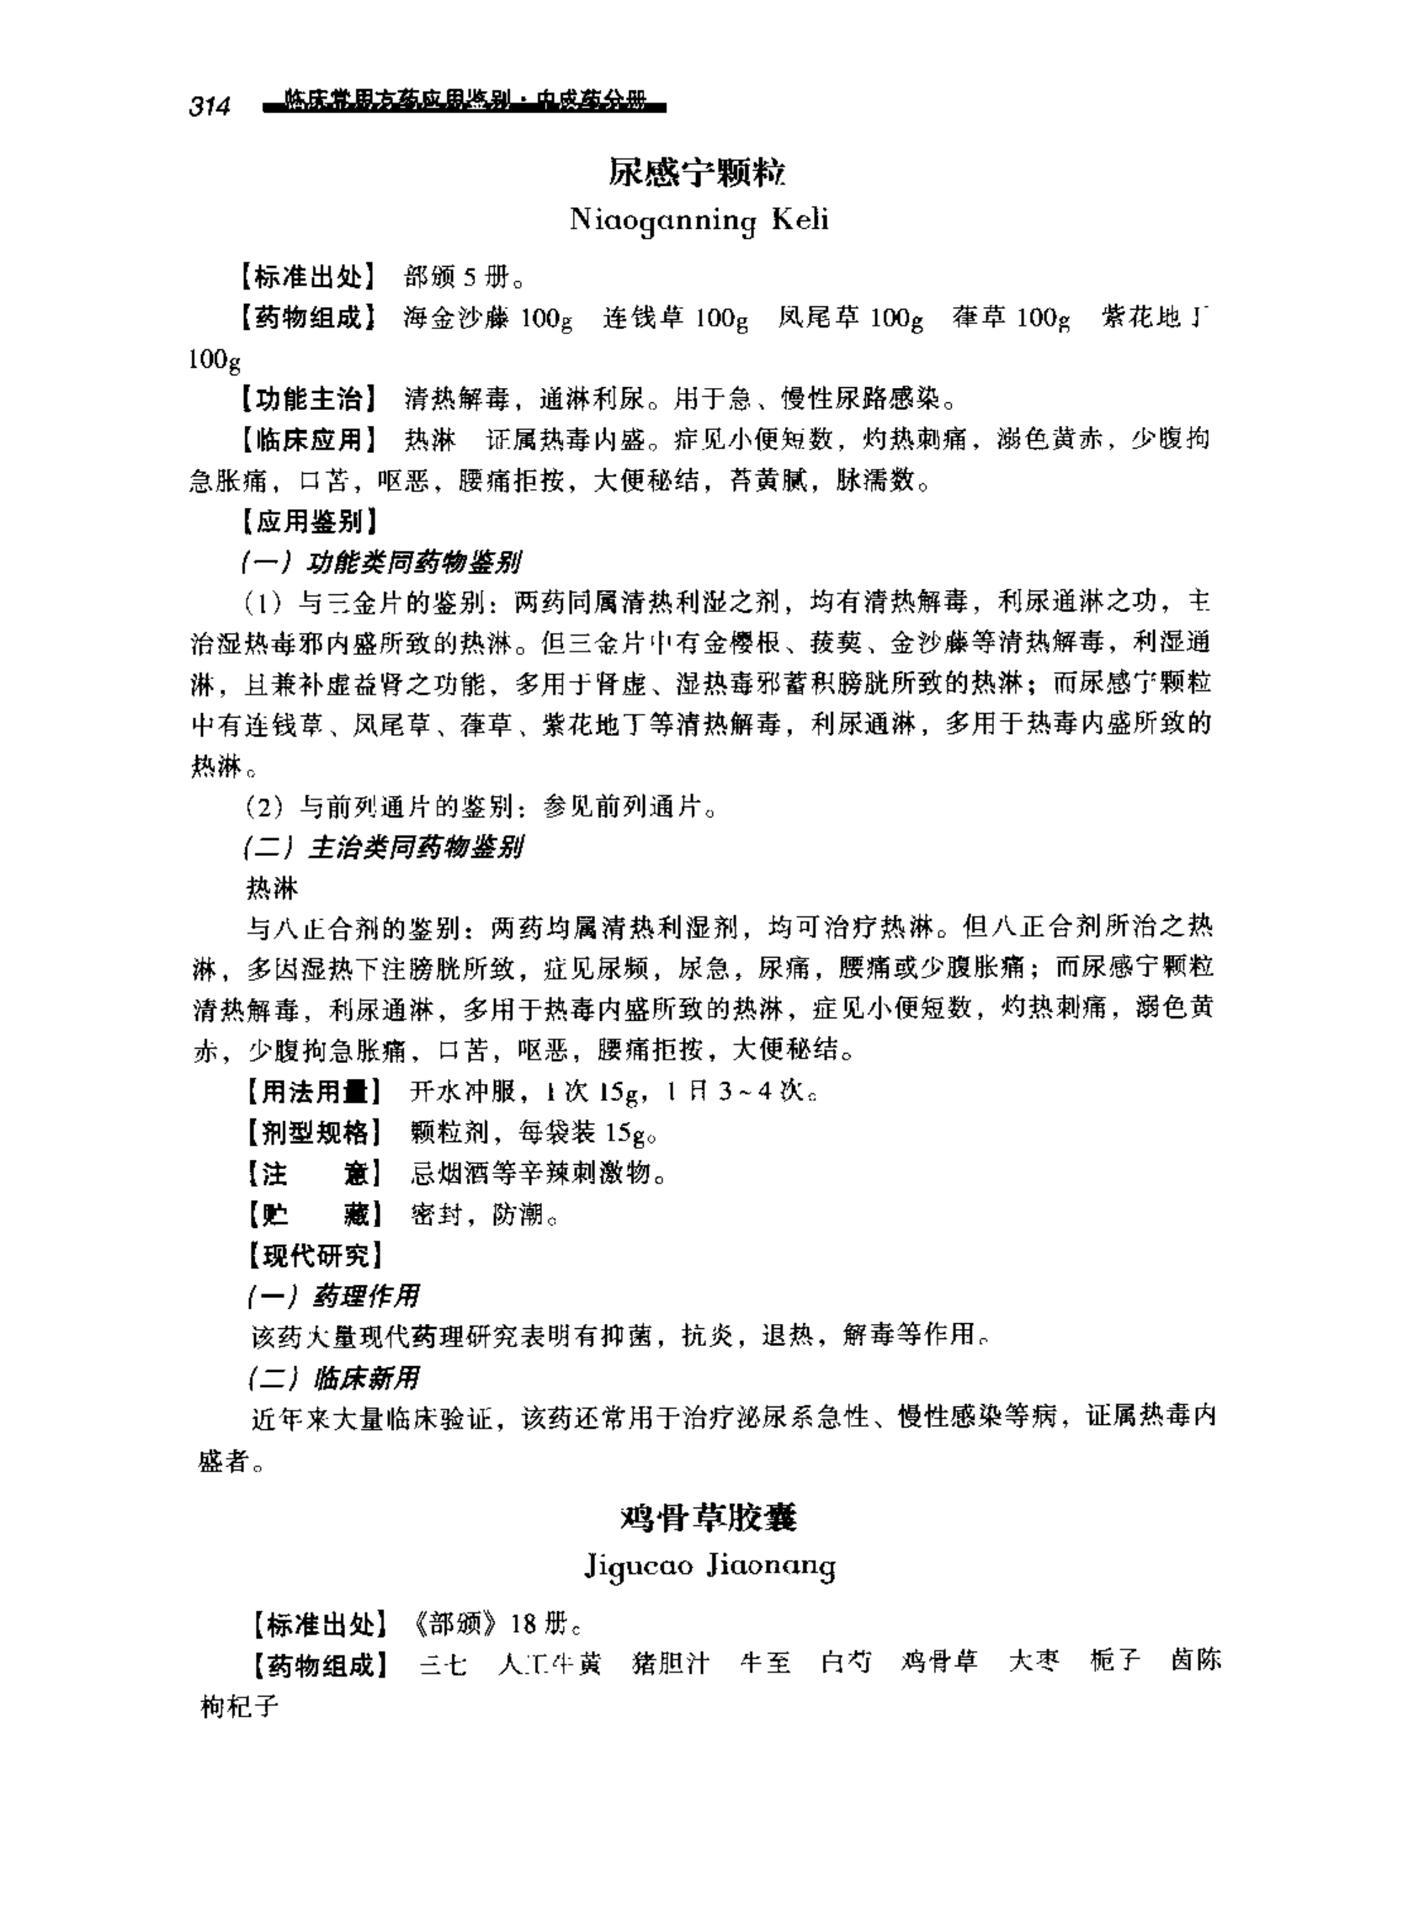 314 临床常用方药应用鉴别·中成药分册
尿感宁颗粒
Niaoganning Keli
【标准出处】 部颁 5 册。
【药物组成】 海金沙藤 100g 连钱草 100g 凤尾草 100g 葎草 100g 紫花地丁
100g
【功能主治】 清热解毒，通淋利尿。用于急、慢性尿路感染。
【临床应用】 热淋 证属热毒内盛。症见小便短数，灼热刺痛，溺色黄赤，少腹拘
急胀痛，口苦，呕恶，腰痛拒按，大便秘结，苔黄腻，脉濡数。
【应用鉴别】
（一）功能类同药物鉴别
（1）与三金片的鉴别：两药同属清热利湿之剂，均有清热解毒，利尿通淋之功，主
治湿热毒邪内盛所致的热淋。但三金片中有金樱根、菝葜、金沙藤等清热解毒，利湿通
淋，且兼补虚益肾之功能，多用于肾虚、湿热毒邪蓄积膀胱所致的热淋；而尿感宁颗粒
中有连钱草、凤尾草、葎草、紫花地丁等清热解毒，利尿通淋，多用于热毒内盛所致的
热淋。
（2）与前列通片的鉴别：参见前列通片。
（二）主治类同药物鉴别
热淋
与八正合剂的鉴别：两药均属清热利湿剂，均可治疗热淋。但八正合剂所治之热
淋，多因湿热下注膀胱所致，症见尿频，尿急，尿痛，腰痛或少腹胀痛；而尿感宁颗粒
清热解毒，利尿通淋，多用于热毒内盛所致的热淋，症见小便短数，灼热刺痛，溺色黄
赤，少腹拘急胀痛，口苦，呕恶，腰痛拒按，大便秘结。
【用法用量】 开水冲服，1 次 15g，1 日 3~4 次。
【剂型规格】 颗粒剂，每袋装 15g。
【注 意】 忌烟酒等辛辣刺激物。
【贮 藏】 密封，防潮。
【现代研究】
（一）药理作用
该药大量现代药理研究表明有抑菌，抗炎，退热，解毒等作用。
（二）临床新用
近年来大量临床验证，该药还常用于治疗泌尿系急性、慢性感染等病，证属热毒内
盛者。
鸡骨草胶囊
Jigucao Jiaonang
【标准出处】《部颁》18 册。
【药物组成】 三七 人工牛黄 猪胆汁 牛至 白芍 鸡骨草 大枣 栀子 茵陈
枸杞子